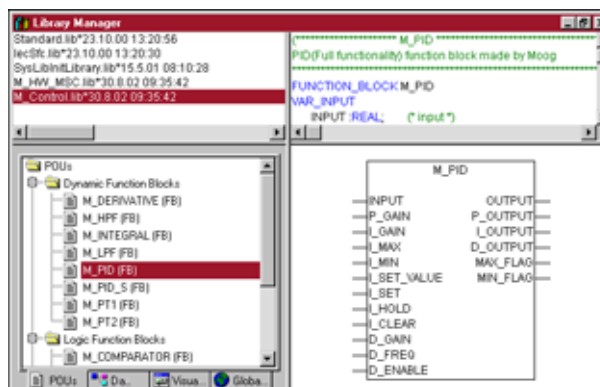 Library Manager
Standard.lib*23.10.00 13:20:56
IecSfc.lib*23.10.00 13:20:30
SysLibInitLibrary.lib*15.5.01 08:10:28
M_HW_MSC.lib*30.8.02 09:35:42
M_Control.lib*30.8.02 09:35:42
(******************** M_PID ********************
PID(Full functionality) function block made by Moog
FUNCTION_BLOCK M_PID
VAR_INPUT
INPUT :REAL; (* input *)
POUs
Dynamic Function Blocks
M_DERIVATIVE (FB)
M_HPF (FB)
M_INTEGRAL (FB)
M_LPF (FB)
M_PID (FB)
M_PID_S (FB)
M_PT1 (FB)
M_PT2 (FB)
Logic Function Blocks
M_COMPARATOR (FB)
POUs Da... Visua... Globa...
M_PID
INPUT OUTPUT
P_GAIN P_OUTPUT
I_GAIN I_OUTPUT
I_MAX D_OUTPUT
I_MIN MAX_FLAG
I_SET_VALUE MIN_FLAG
I_SET
I_HOLD
I_CLEAR
D_GAIN
D_FREQ
D_ENABLE